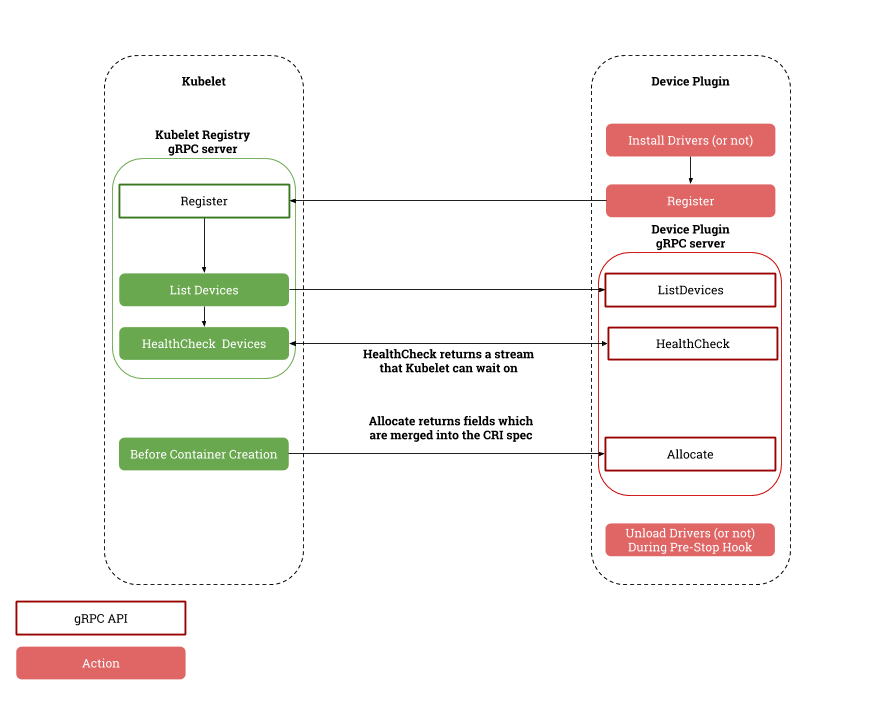 Kubelet
Device Plugin
Kubelet Registry
gRPC server
Install Drivers (or not)
Register
Register
Device Plugin
gRPC server
List Devices
ListDevices
HealthCheck Devices
HealthCheck
HealthCheck returns a stream
that Kubelet can wait on
Allocate returns fields which
are merged into the CRI spec
Before Container Creation
Allocate
Unload Drivers (or not)
During Pre-Stop Hook
gRPC API
Action